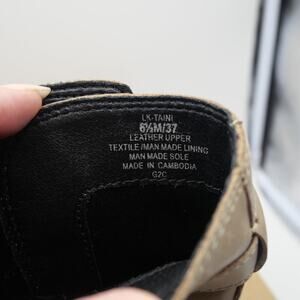 LK-TAINI
6½M/37
LEATHER UPPER
TEXTILE/MAN MADE LINING
MAN MADE SOLE
MADE IN CAMBODIA
G2C